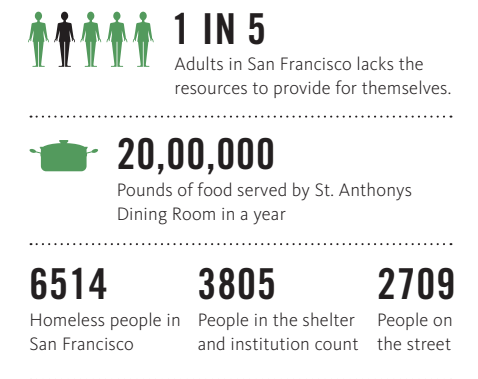 1 IN 5
Adults in San Francisco lacks the
resources to provide for themselves.
20,00,000
Pounds of food served by St. Anthonys
Dining Room in a year
6514
Homeless people in
San Francisco
3805
People in the shelter
and institution count
2709
People on
the street